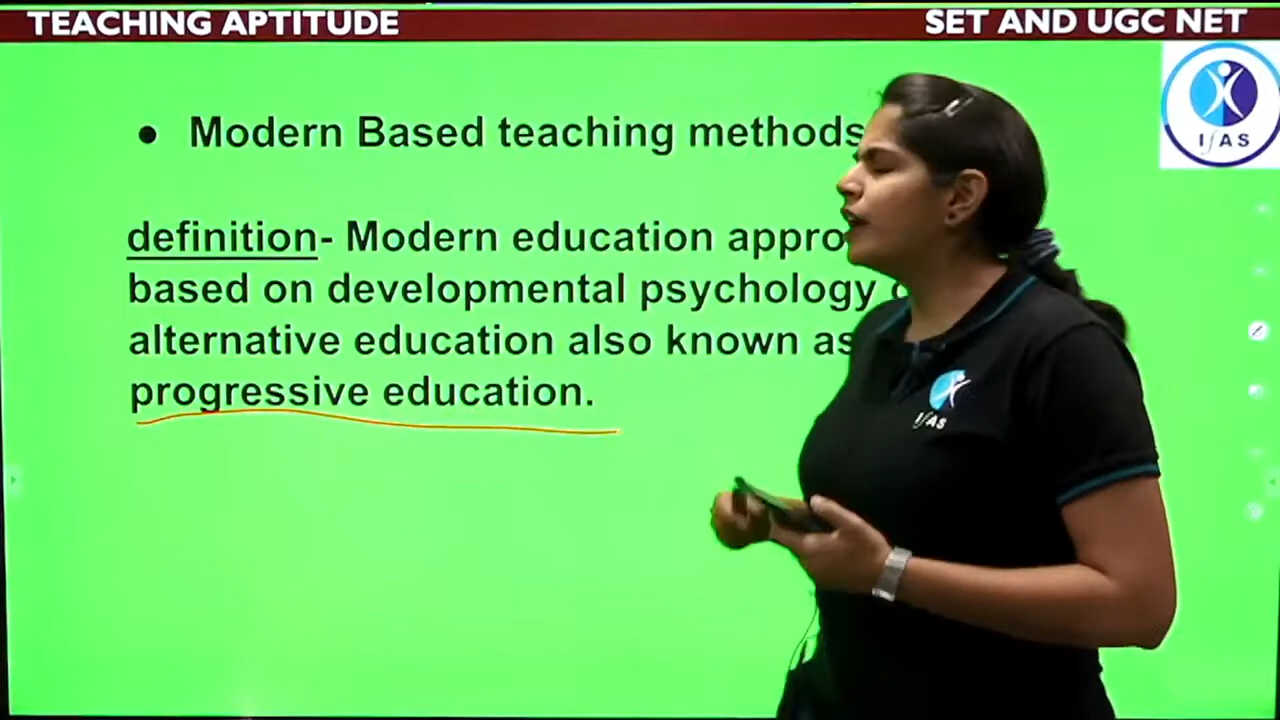 TEACHING APTITUDE
SET AND UGC NET
IfAS
● Modern Based teaching methods
definition- Modern education
based on developmental psychology
alternative education also known as
progressive education.
IfAS